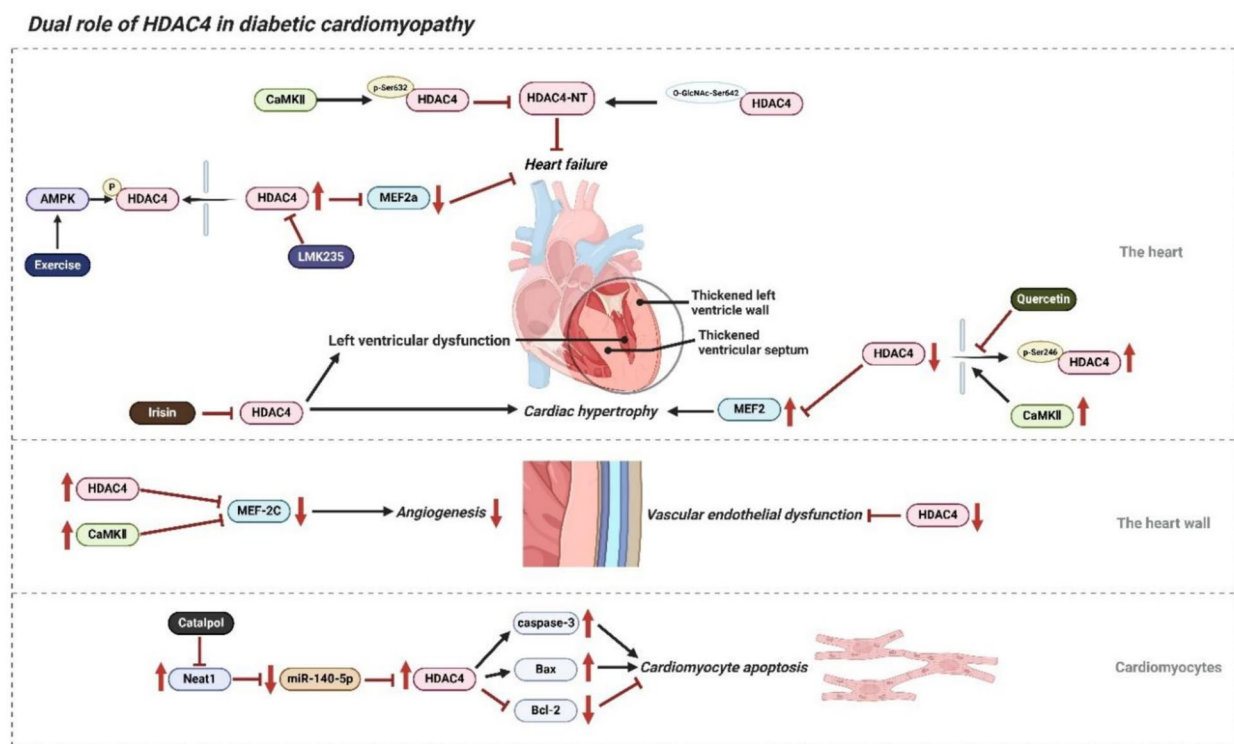 Dual role of HDAC4 in diabetic cardiomyopathy
CaMKII
p-Ser632
HDAC4
HDAC4-NT
O-GlcNAc-Ser642
HDAC4
Heart failure
AMPK
P
HDAC4
HDAC4
MEF2a
Exercise
LMK235
The heart
Thickened left
ventricle wall
Thickened
ventricular septum
Left ventricular dysfunction
Quercetin
HDAC4
p-Ser246
HDAC4
Irisin
HDAC4
Cardiac hypertrophy
MEF2
CaMKII
HDAC4
MEF-2C
CaMKII
Angiogenesis
Vascular endothelial dysfunction
HDAC4
The heart wall
Catalpol
Neat1
miR-140-5p
HDAC4
caspase-3
Bax
Bcl-2
Cardiomyocyte apoptosis
Cardiomyocytes